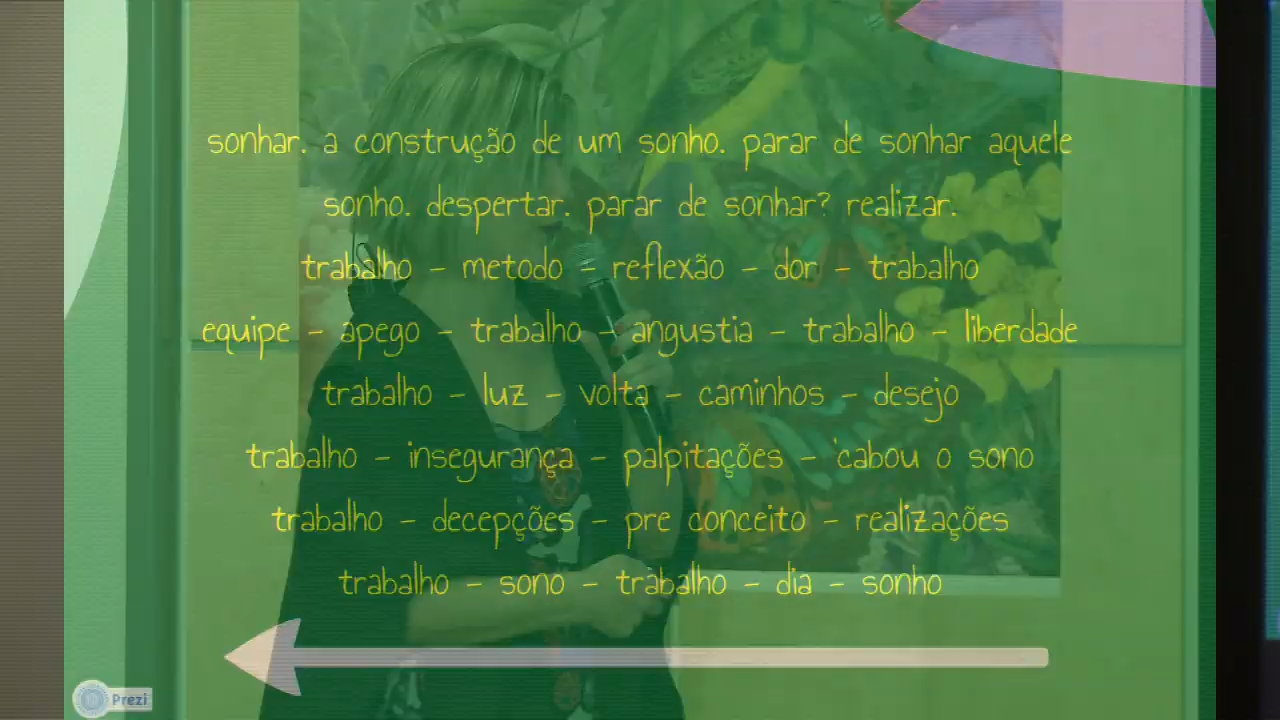 sonhar. a construção de um sonho. parar de sonhar aquele
sonho. despertar. parar de sonhar? realizar.
trabalho - metodo - reflexão - dor - trabalho
equipe - apego - trabalho - angustia - trabalho - liberdade
trabalho - luz - volta - caminhos - desejo
trabalho - insegurança - palpitações - 'cabou o sono
trabalho - decepções - pre conceito - realizações
trabalho - sono - trabalho - dia - sonho
Prezi